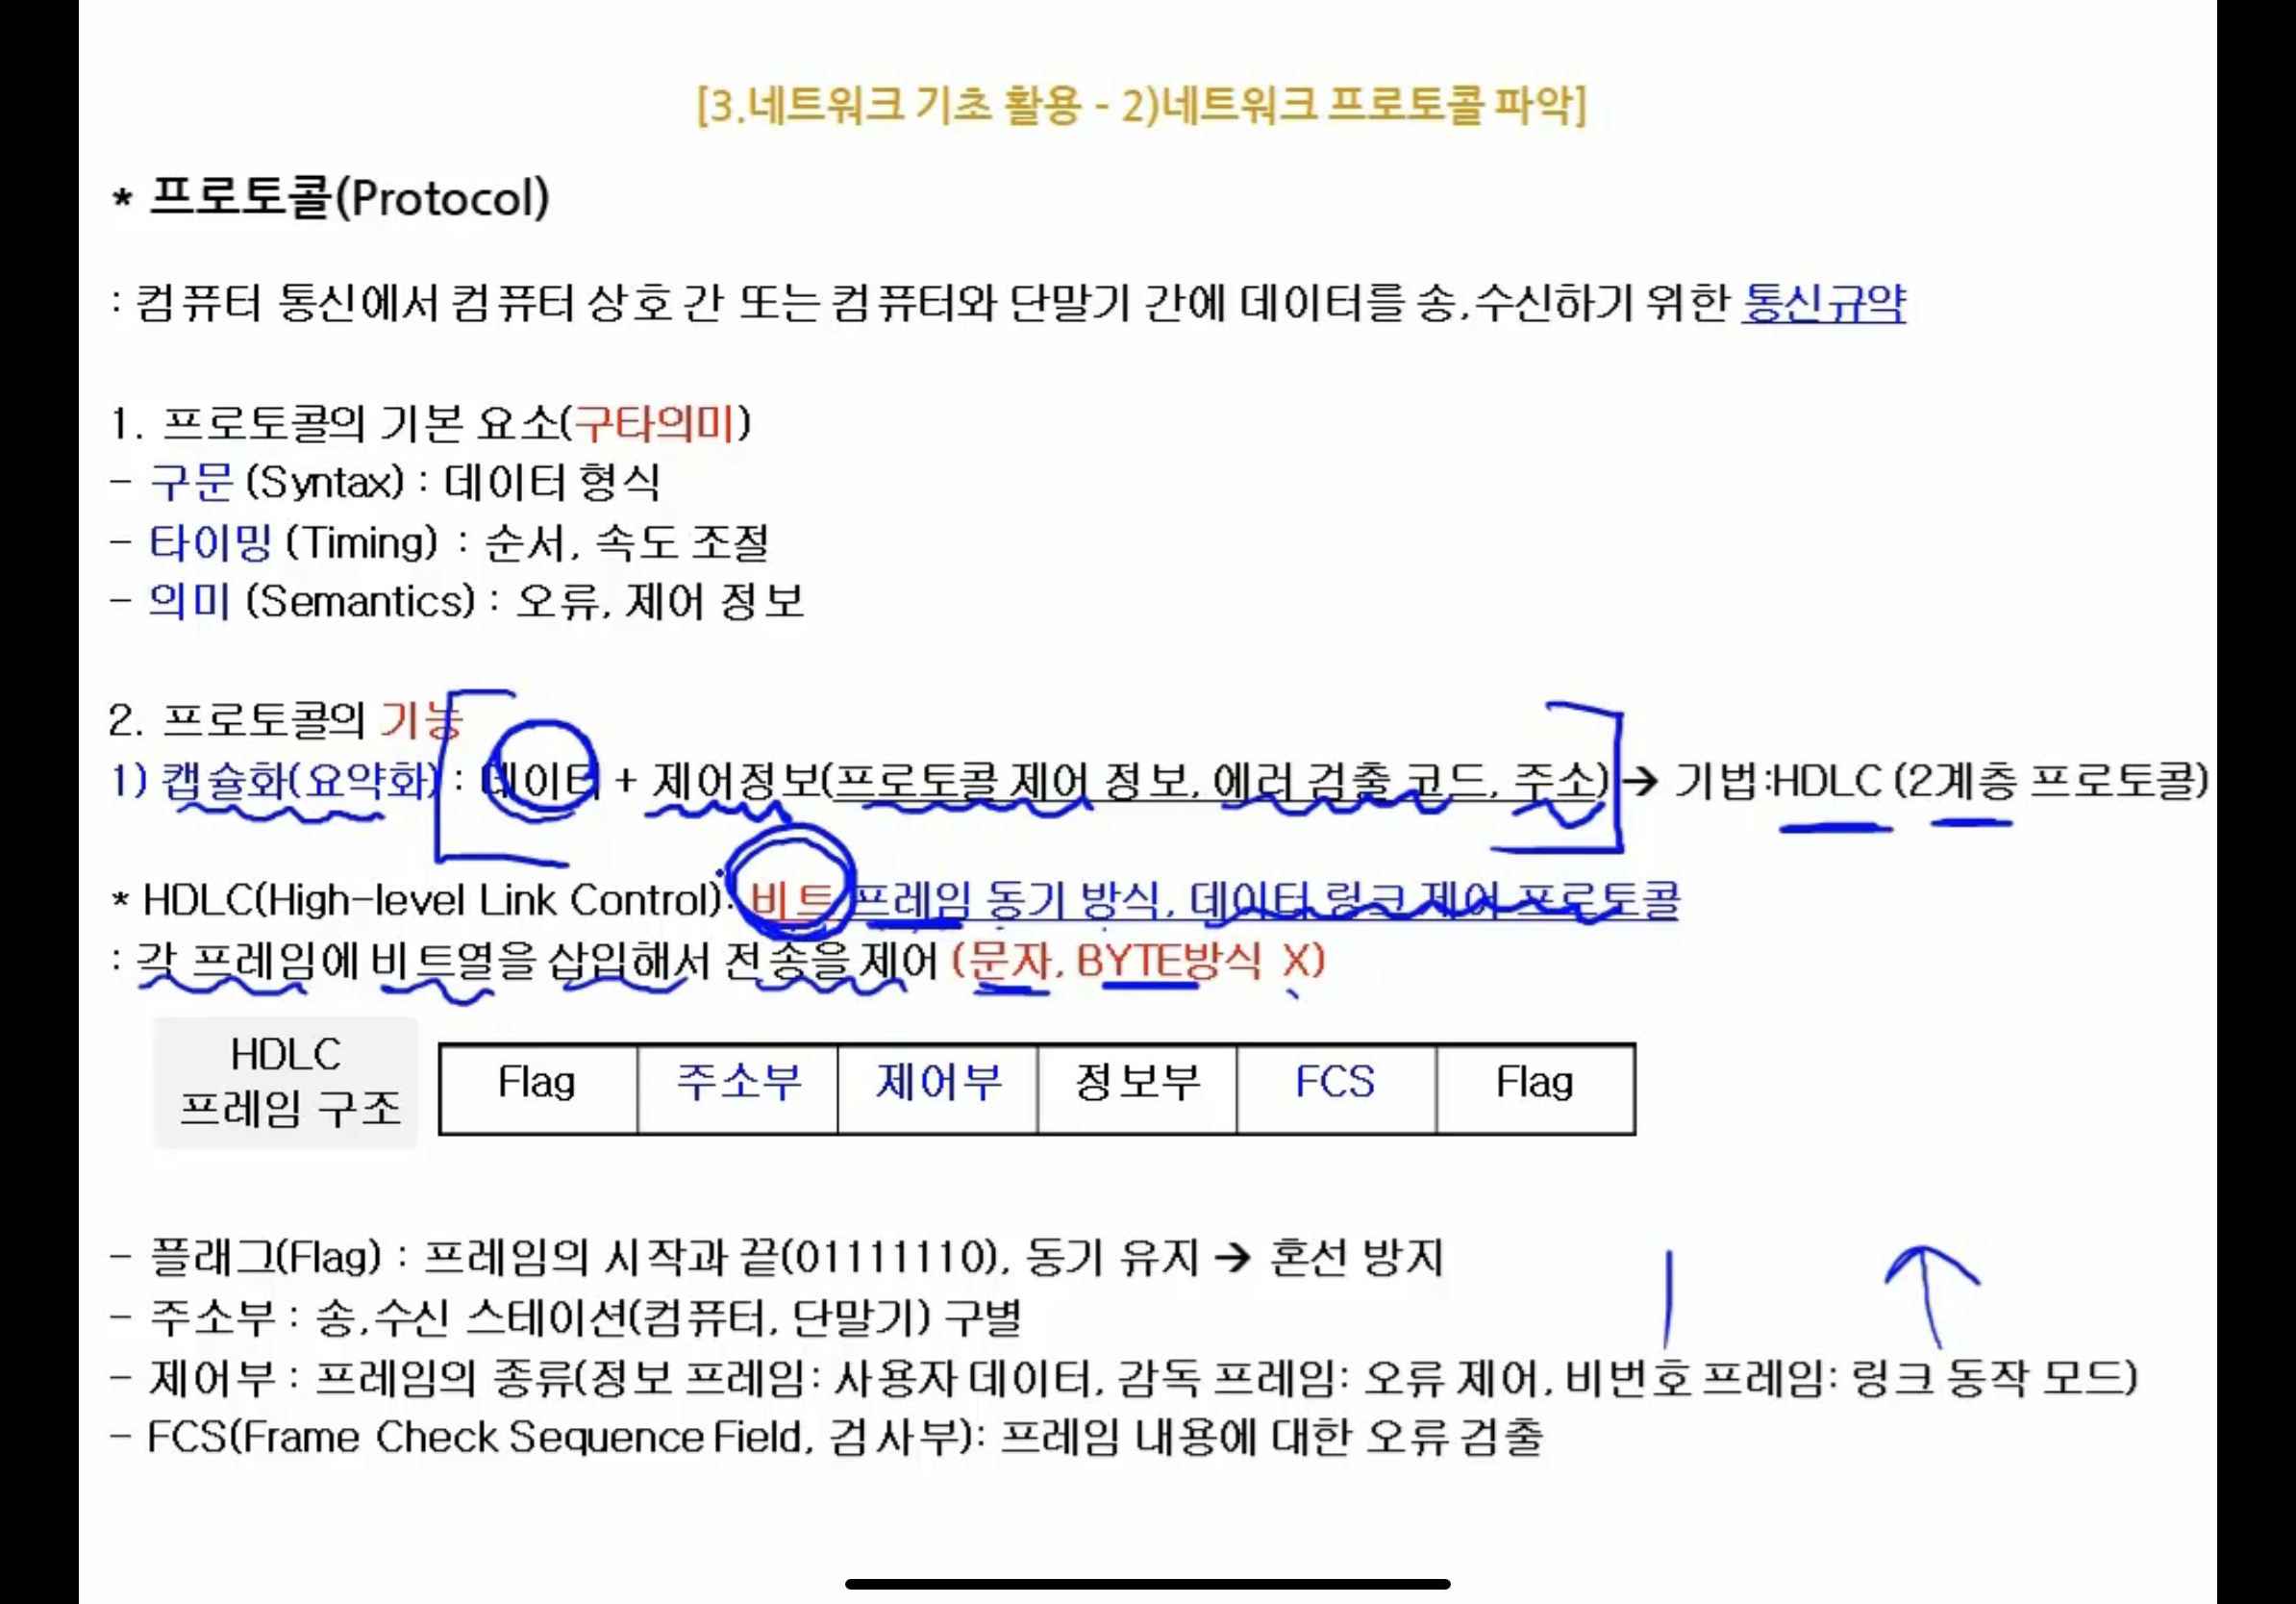 [3.네트워크 기초 활용 - 2)네트워크 프로토콜 파악]
* 프로토콜(Protocol)
: 컴퓨터 통신에서 컴퓨터 상호 간 또는 컴퓨터와 단말기 간에 데이터를 송,수신하기 위한 통신규약
1. 프로토콜의 기본 요소(구타의미)
- 구문 (Syntax) : 데이터 형식
- 타이밍 (Timing) : 순서, 속도 조절
- 의미 (Semantics) : 오류, 제어 정보
2. 프로토콜의 기능
1) 캡슐화(요약화) : 데이터 + 제어정보(프로토콜 제어 정보, 에러 검출 코드, 주소) → 기법:HDLC (2계층 프로토콜)
* HDLC(High-level Link Control): 비트 프레임 동기 방식, 데이터 링크 제어 프로토콜
: 각 프레임에 비트열을 삽입해서 전송을 제어 (문자, BYTE방식 X)
HDLC
프레임 구조
Flag 주소부 제어부 정보부 FCS Flag
- 플래그(Flag) : 프레임의 시작과 끝(01111110), 동기 유지 → 혼선 방지
- 주소부 : 송,수신 스테이션(컴퓨터, 단말기) 구별
- 제어부 : 프레임의 종류(정보 프레임: 사용자 데이터, 감독 프레임: 오류 제어, 비번호 프레임: 링크 동작 모드)
- FCS(Frame Check Sequence Field, 검사부): 프레임 내용에 대한 오류 검출